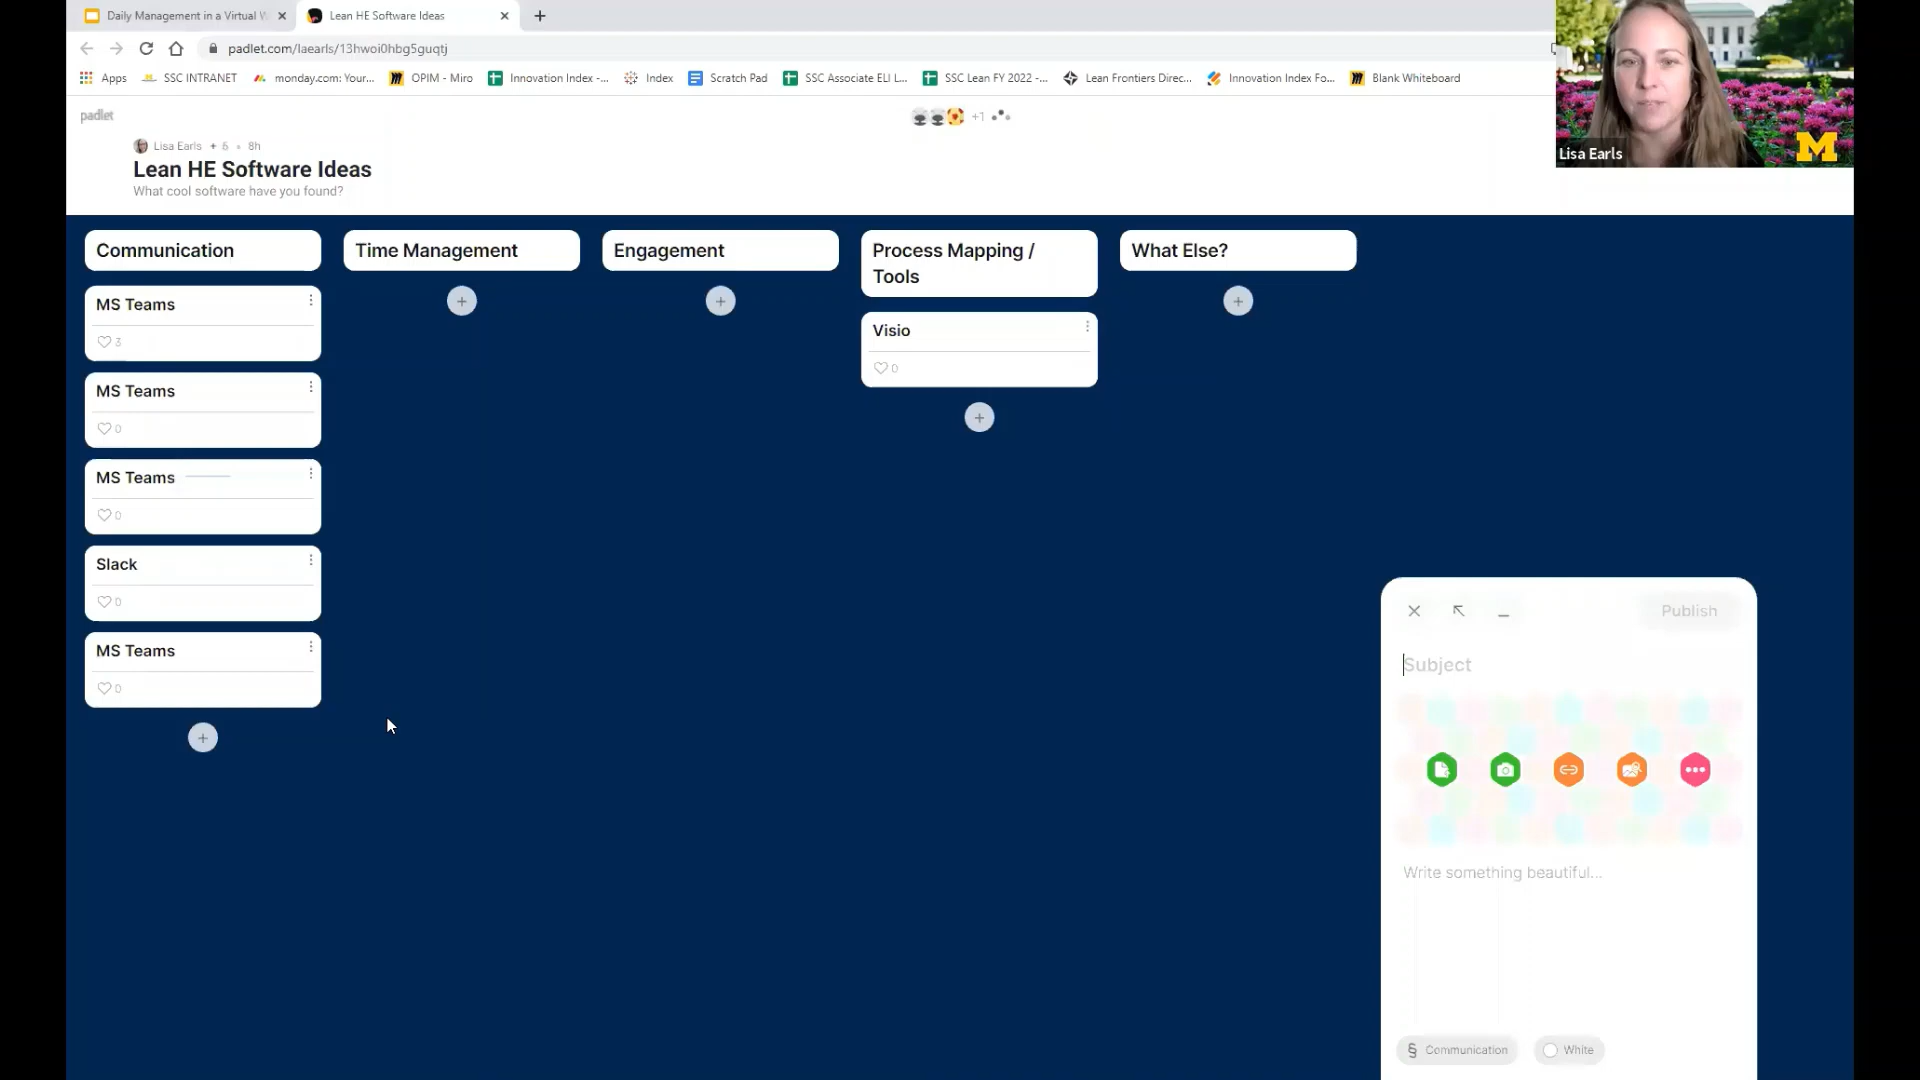 Daily Management in a Virtual W
Lean HE Software Ideas
padlet.com/laearls/13hwoi0hbg5guqtj
Apps
SSC INTRANET
monday.com: Your...
OPIM - Miro
Innovation Index -...
Index
Scratch Pad
SSC Associate ELI L...
SSC Lean FY 2022 -...
Lean Frontiers Direc...
Innovation Index Fo...
Blank Whiteboard
padlet
+1
Lisa Earls + 6 • 8h
Lean HE Software Ideas
What cool software have you found?
M
Lisa Earls
Communication
MS Teams
3
MS Teams
0
MS Teams
0
Slack
0
MS Teams
0
Time Management
Engagement
Process Mapping /
Tools
Visio
0
What Else?
Publish
Subject
Write something beautiful...
Communication
White